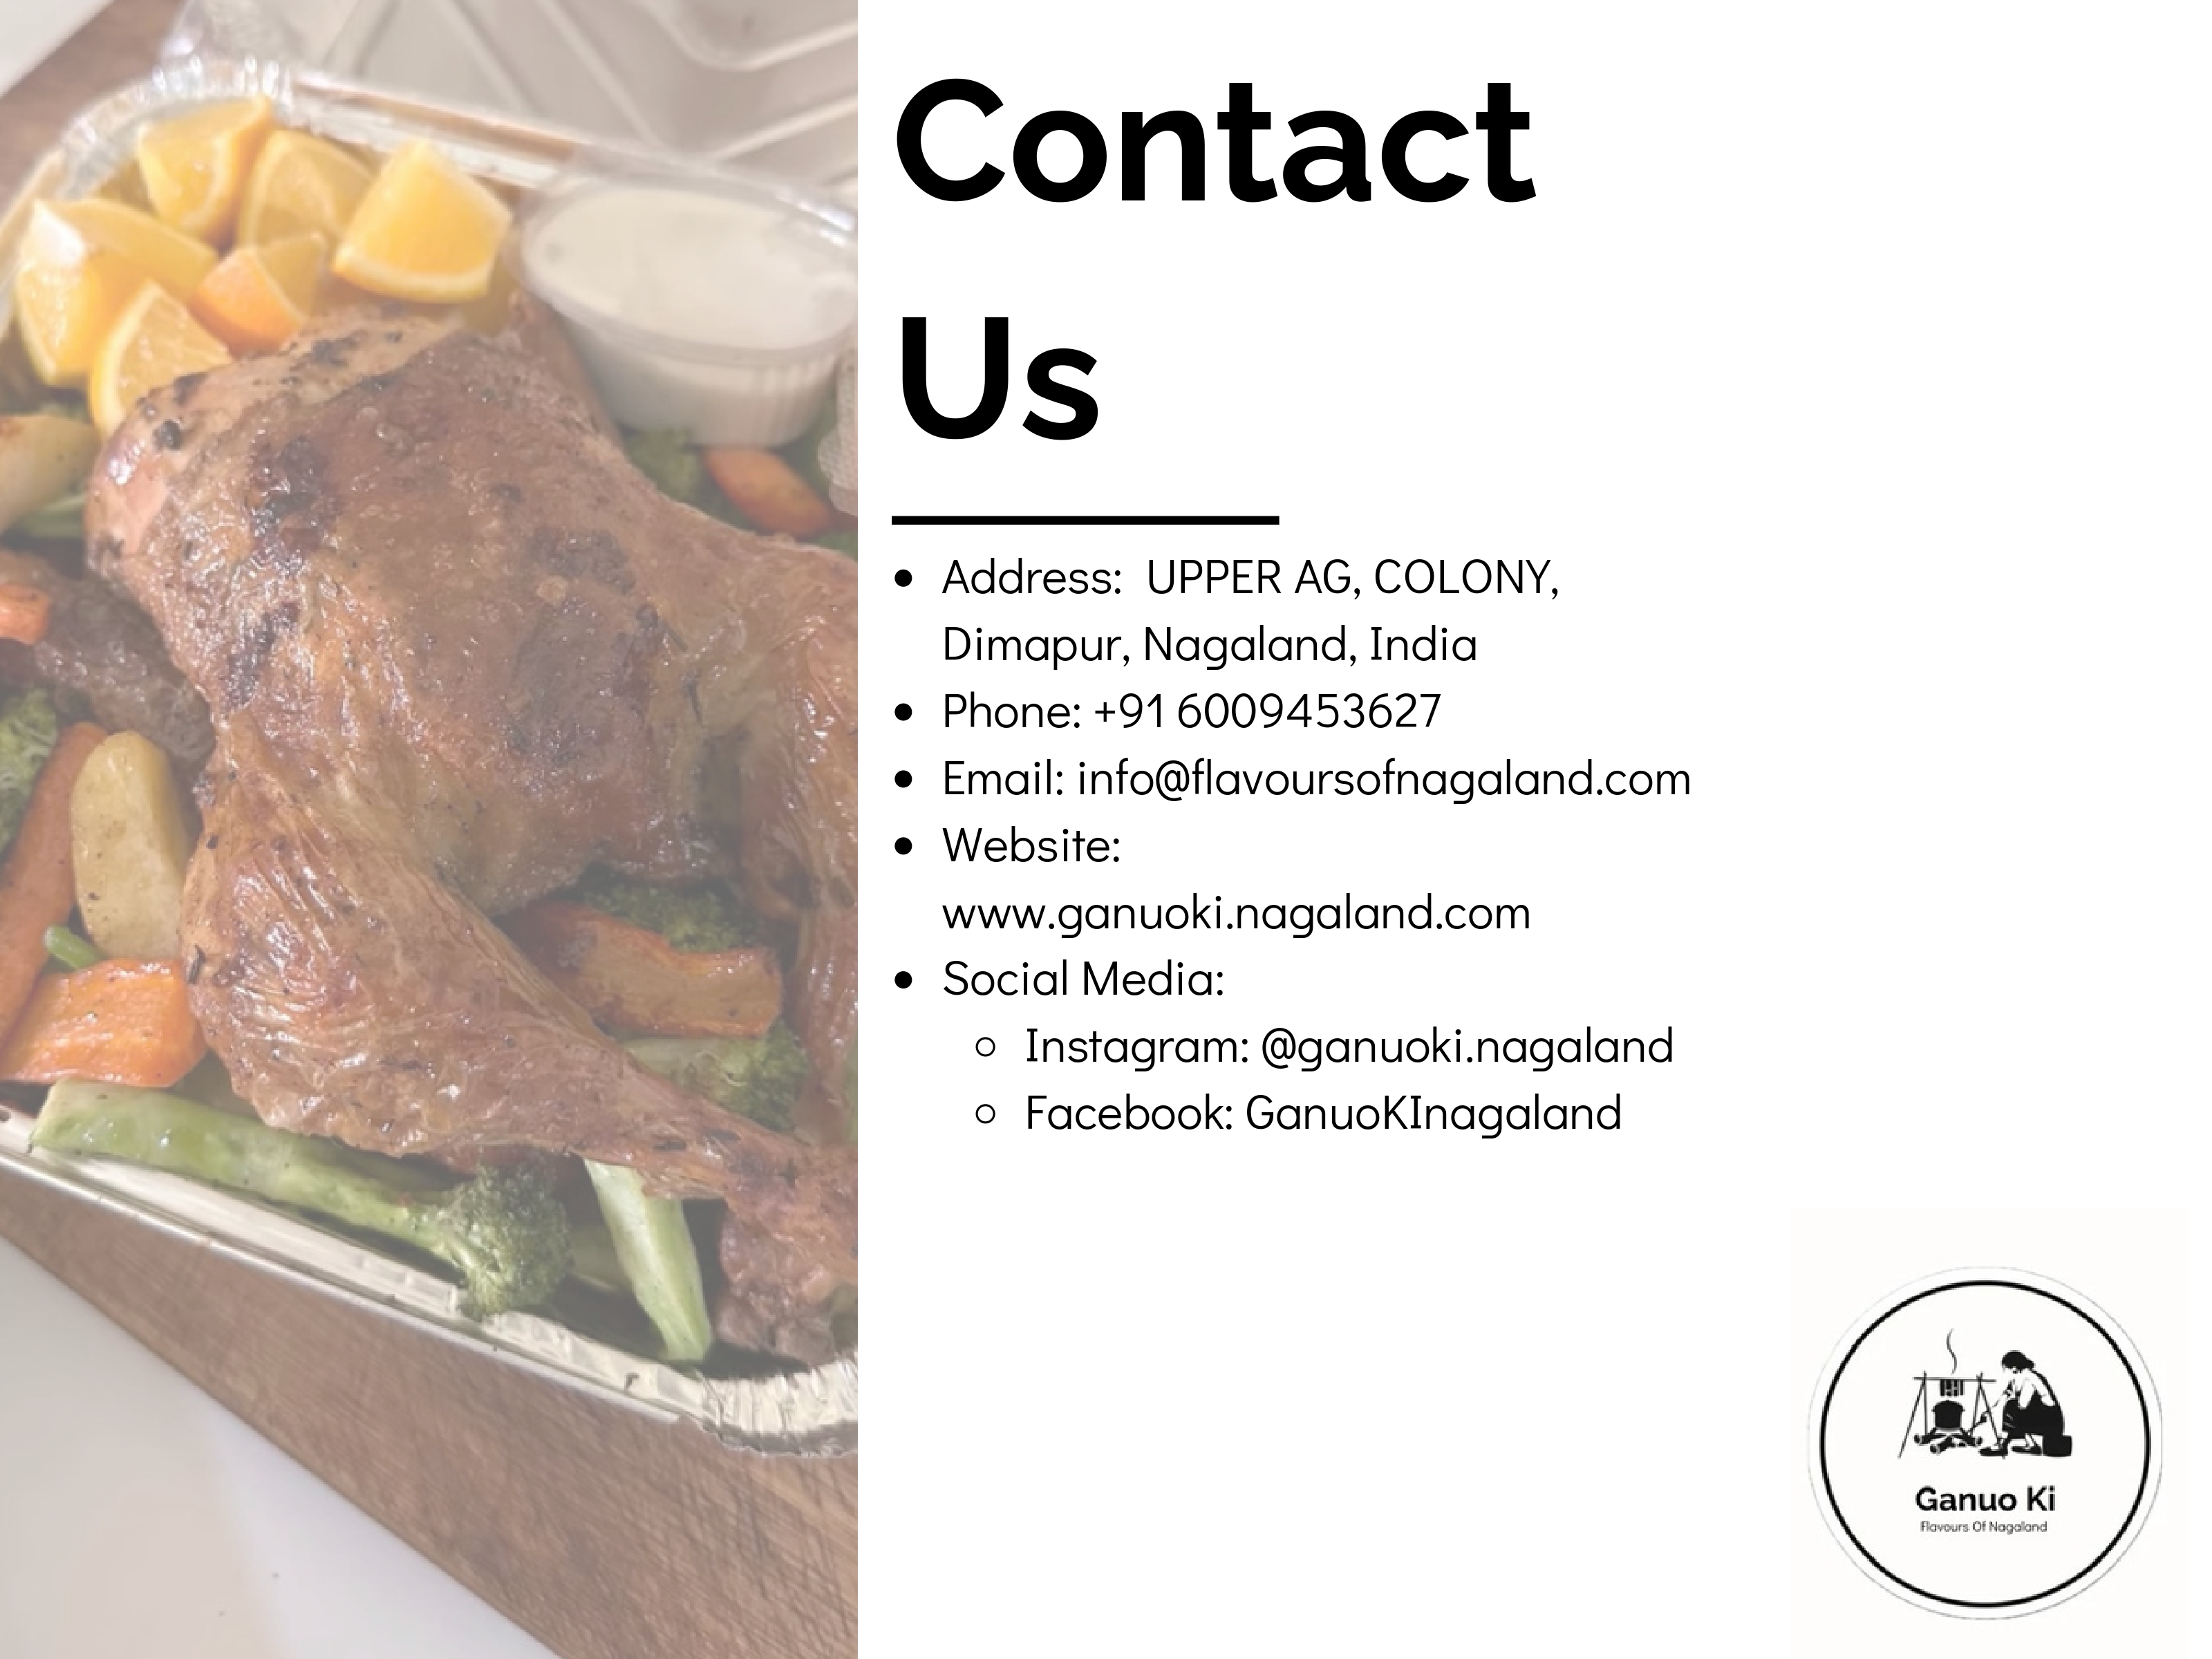 Contact
Us
Address: UPPER AG, COLONY,
Dimapur, Nagaland, India
Phone: +91 6009453627
Email: info@flavoursofnagaland.com
Website:
www.ganuoki.nagaland.com
Social Media:
Instagram: @ganuoki.nagaland
Facebook: GanuoKInagaland
Ganuo Ki
Flavours Of Nagaland